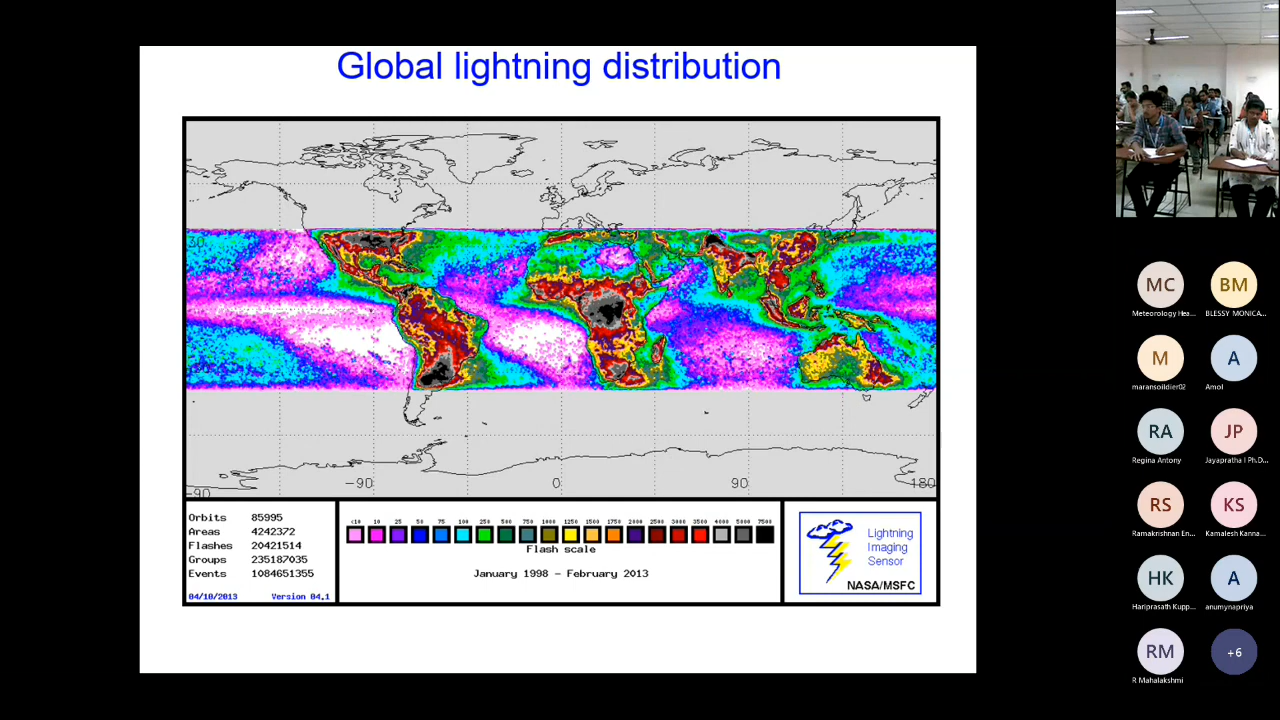 Global lightning distribution
30
-90
-90
0
90
180
Orbits 85995
Areas 4242372
Flashes 20421514
Groups 235187035
Events 1084651355
04/10/2013 Version 04.1
<10 10 25 50 75 100 250 500 750 1000 1250 1500 1750 2000 2500 3000 3500 4000 5000 7500
Flash scale
January 1998 – February 2013
Lightning
Imaging
Sensor
NASA/MSFC
MC
Meteorology Hea...
BM
BLESSY MONICA...
M
maransoildier02
A
Amol
RA
Regina Antony
JP
Jayapratha I Ph.D...
RS
Ramakrishnan En...
KS
Kamalesh Kanna...
HK
Hariprasath Kupp...
A
anumynapriya
RM
R Mahalakshmi
+6